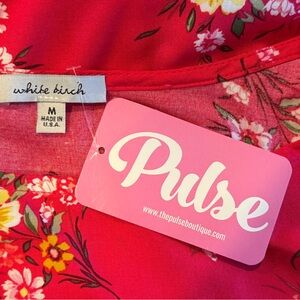 white birch
M
MADE IN
U.S.A.
Pulse
www.thepulseboutique.com